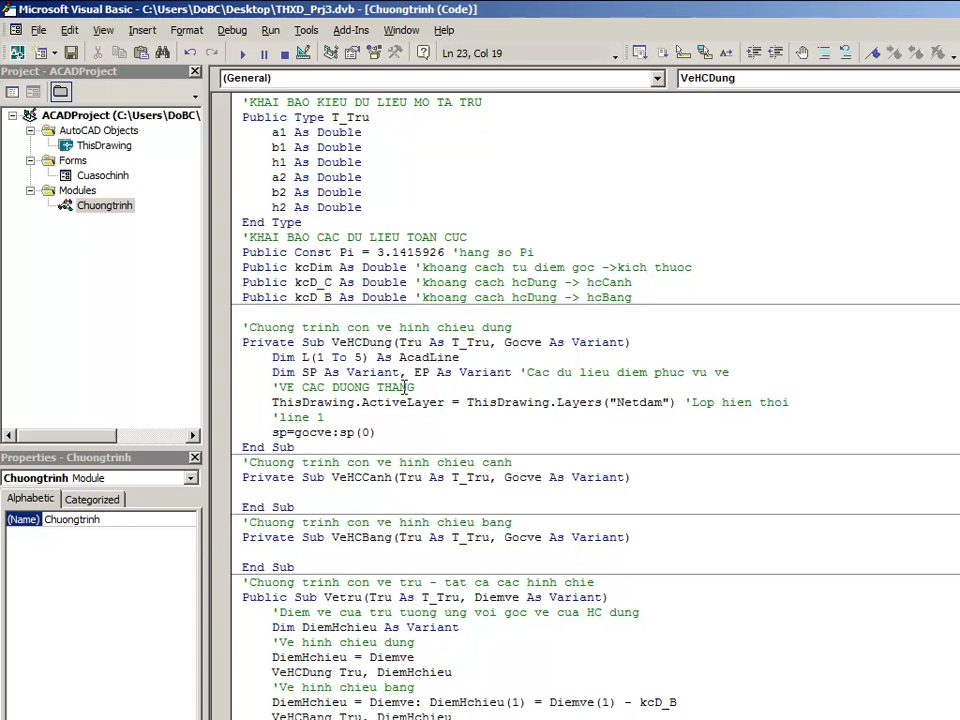 Microsoft Visual Basic - C:\Users\DoBC\Desktop\THXD_Prj3.dvb - [Chuongtrinh (Code)]
File Edit View Insert Format Debug Run Tools Add-Ins Window Help
Ln 23, Col 19
Project - ACADProject
(General)
VeHCDung
ACADProject (C:\Users\DoBC\
AutoCAD Objects
ThisDrawing
Forms
Cuasochinh
Modules
Chuongtrinh
Properties - Chuongtrinh
Chuongtrinh Module
Alphabetic Categorized
(Name) Chuongtrinh
'KHAI BAO KIEU DU LIEU MO TA TRU
Public Type T_Tru
a1 As Double
b1 As Double
h1 As Double
a2 As Double
b2 As Double
h2 As Double
End Type
'KHAI BAO CAC DU LIEU TOAN CUC
Public Const Pi = 3.1415926 'hang so Pi
Public kcDim As Double 'khoang cach tu diem goc ->kich thuoc
Public kcD_C As Double 'khoang cach hcDung -> hcCanh
Public kcD_B As Double 'khoang cach hcDung -> hcBang
'Chuong trinh con ve hinh chieu dung
Private Sub VeHCDung(Tru As T_Tru, Gocve As Variant)
Dim L(1 To 5) As AcadLine
Dim SP As Variant, EP As Variant 'Cac du lieu diem phuc vu ve
'VE CAC DUONG THANG
ThisDrawing.ActiveLayer = ThisDrawing.Layers("Netdam") 'Lop hien thoi
'line 1
sp=gocve:sp(0)
End Sub
'Chuong trinh con ve hinh chieu canh
Private Sub VeHCCanh(Tru As T_Tru, Gocve As Variant)
End Sub
'Chuong trinh con ve hinh chieu bang
Private Sub VeHCBang(Tru As T_Tru, Gocve As Variant)
End Sub
'Chuong trinh con ve tru - tat ca cac hinh chie
Public Sub Vetru(Tru As T_Tru, Diemve As Variant)
'Diem ve cua tru tuong ung voi goc ve cua HC dung
Dim DiemHchieu As Variant
'Ve hinh chieu dung
DiemHchieu = Diemve
VeHCDung Tru, DiemHchieu
'Ve hinh chieu bang
DiemHchieu = Diemve: DiemHchieu(1) = Diemve(1) - kcD_B
VeHCBang Tru, DiemHchieu